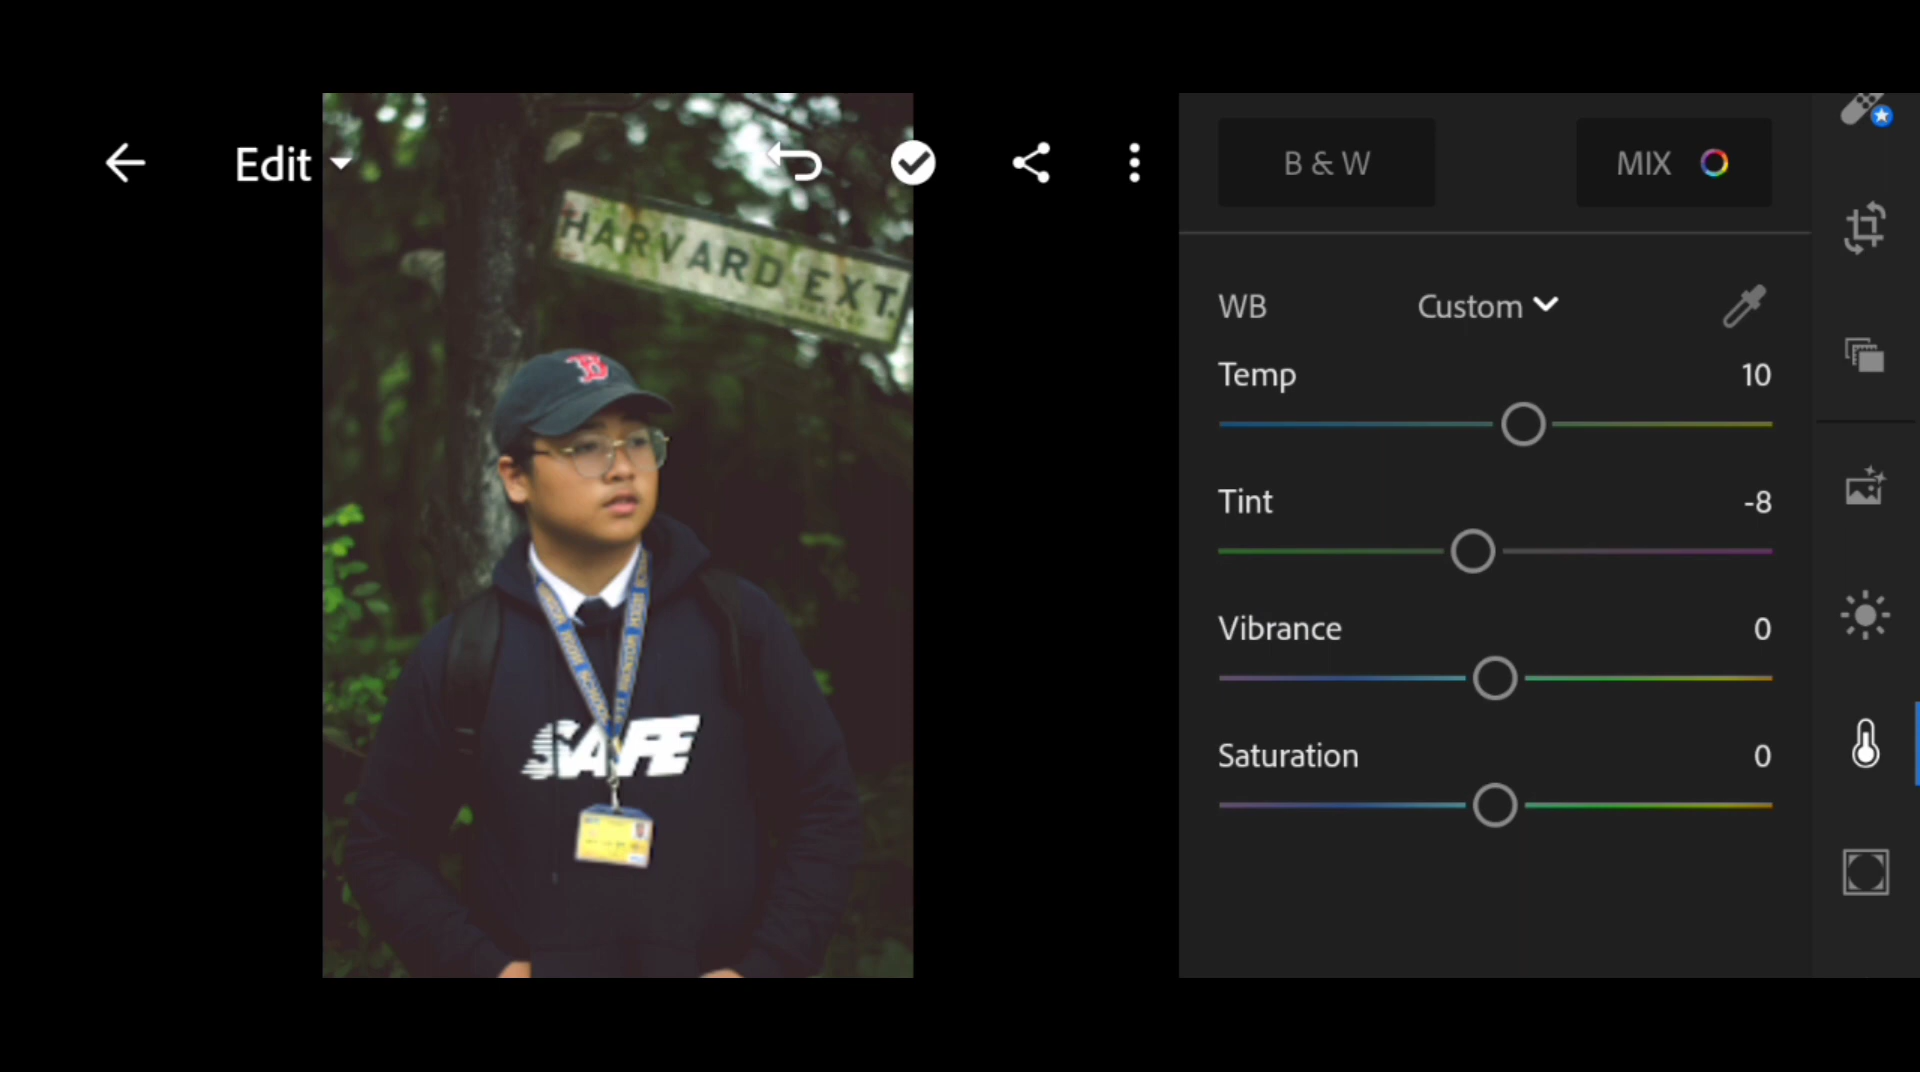 Edit
B & W
MIX
HARVARD EXT.
WB
Custom
Temp
10
Tint
-8
Vibrance
0
Saturation
0
B
SAFE